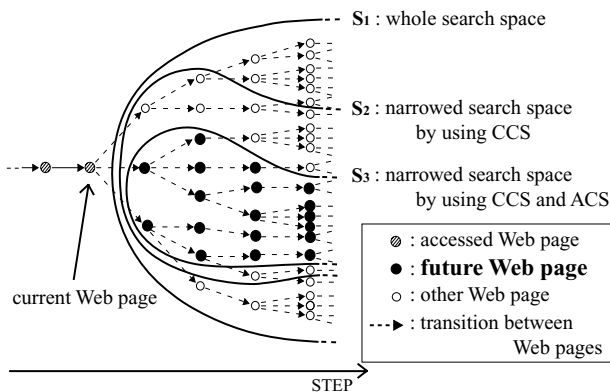 S1 : whole search space
S2 : narrowed search space
by using CCS
S3 : narrowed search space
by using CCS and ACS
current Web page
: accessed Web page
: future Web page
: other Web page
: transition between
Web pages
STEP